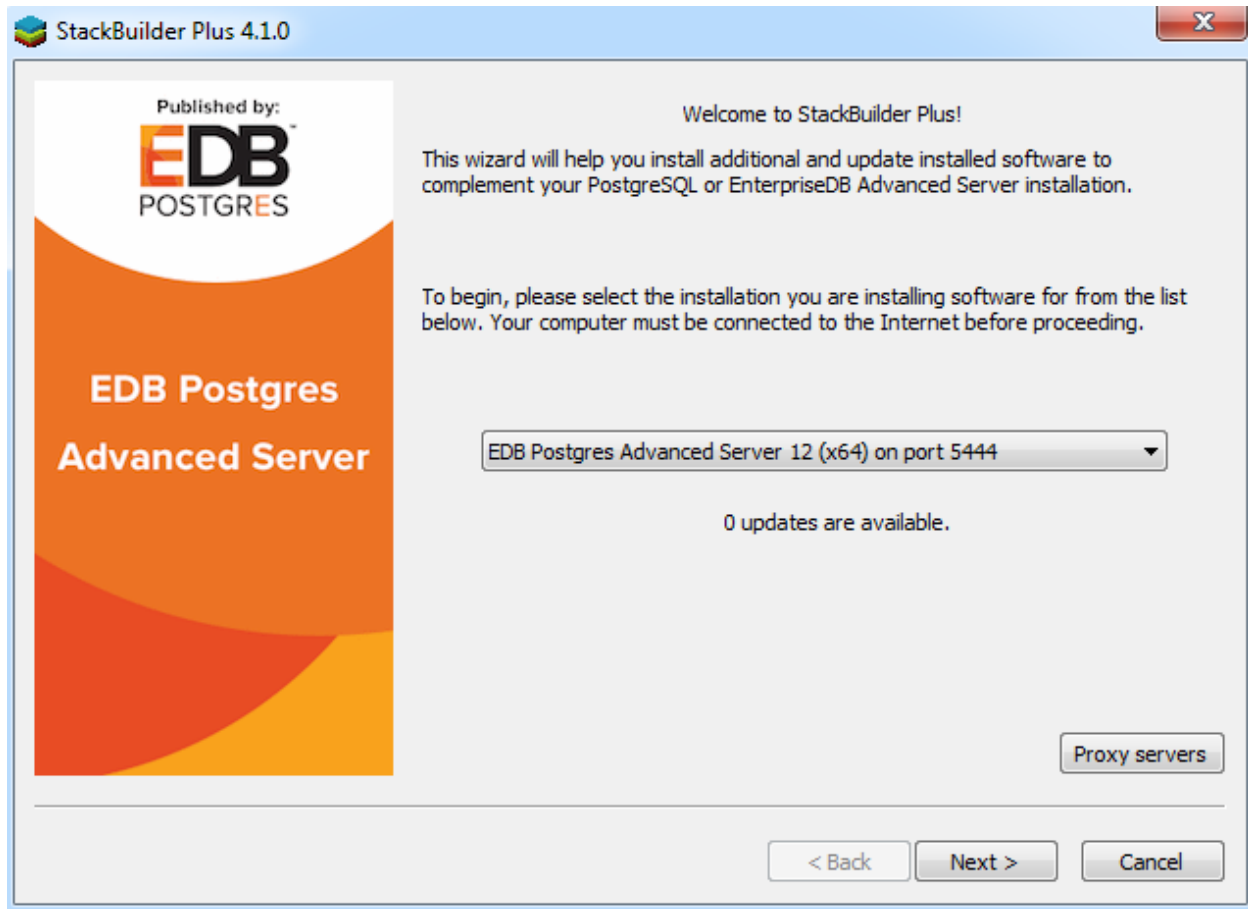 StackBuilder Plus 4.1.0
X
Published by:
EDB™
POSTGRES
EDB Postgres
Advanced Server
Welcome to StackBuilder Plus!
This wizard will help you install additional and update installed software to
complement your PostgreSQL or EnterpriseDB Advanced Server installation.
To begin, please select the installation you are installing software for from the list
below. Your computer must be connected to the Internet before proceeding.
EDB Postgres Advanced Server 12 (x64) on port 5444
0 updates are available.
Proxy servers
< Back
Next >
Cancel